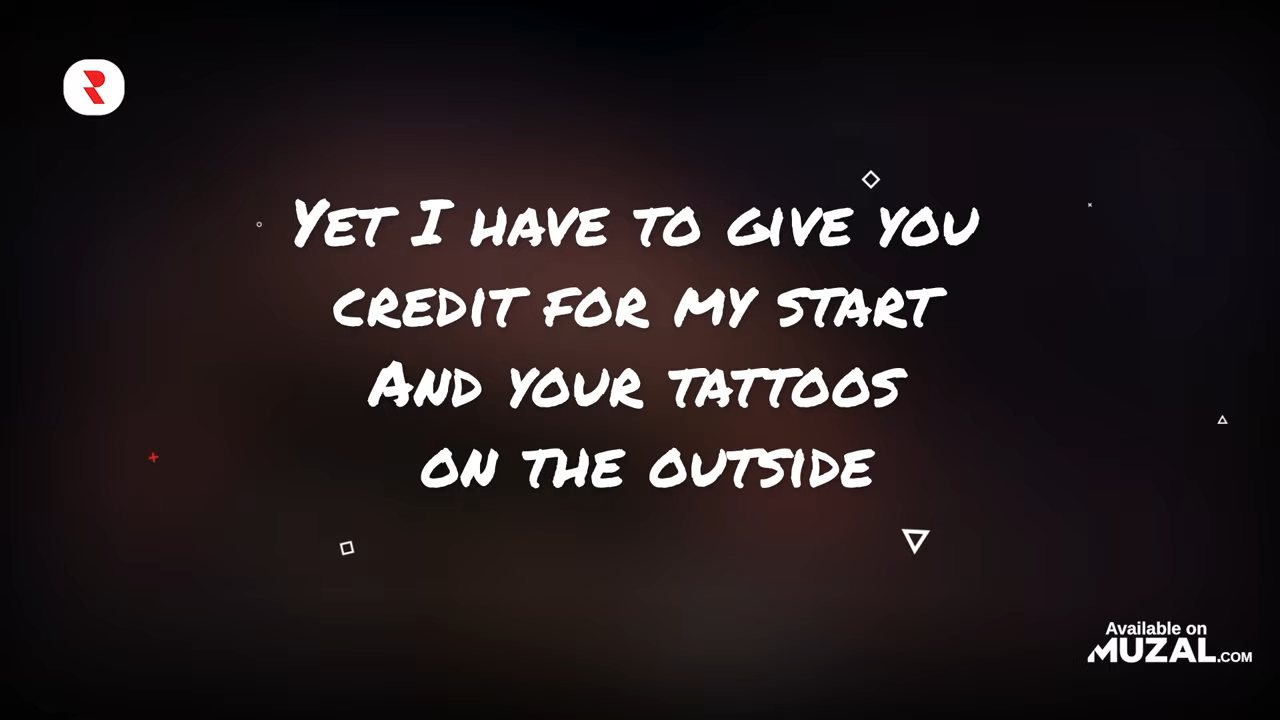 Yet I have to give you
credit for my start
And your tattoos
on the outside
Available on
MUZAL.COM